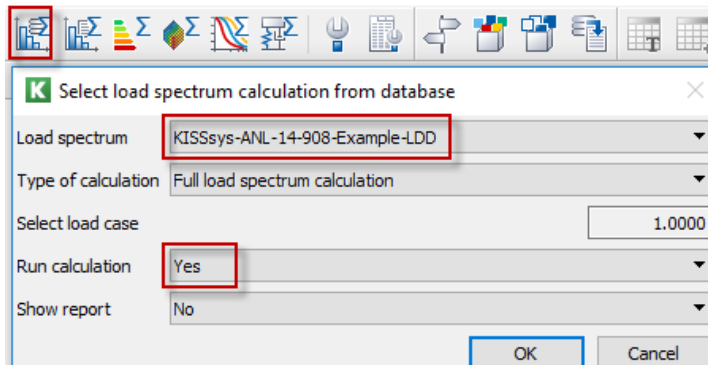 Select load spectrum calculation from database
Load spectrum KISSsys-ANL-14-908-Example-LDD
Type of calculation Full load spectrum calculation
Select load case 1.0000
Run calculation Yes
Show report No
OK Cancel